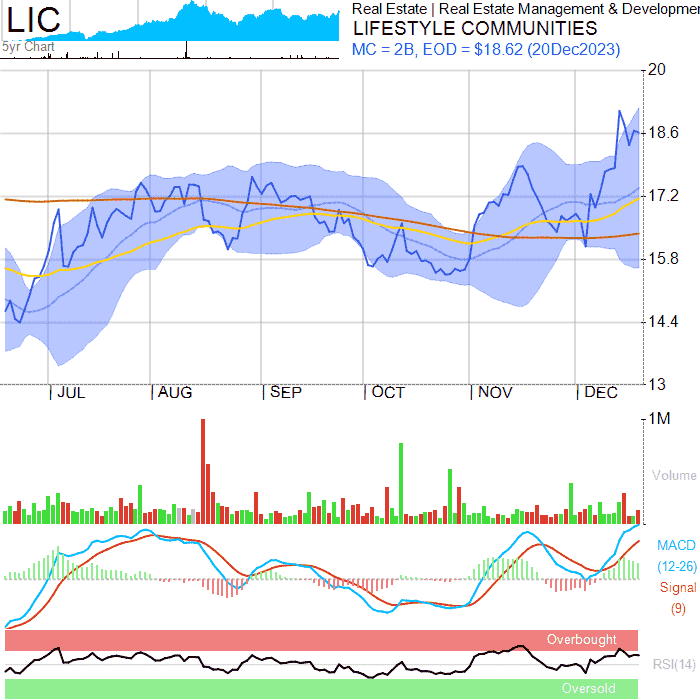 LIC
5yr Chart
Real Estate | Real Estate Management & Developmen
LIFESTYLE COMMUNITIES
MC = 2B, EOD = $18.62 (20Dec2023)
20
18.6
17.2
15.8
14.4
13
| JUL | AUG | SEP | OCT | NOV | DEC
1M
Volume
MACD
(12-26)
Signal
(9)
Overbought
RSI(14)
Oversold